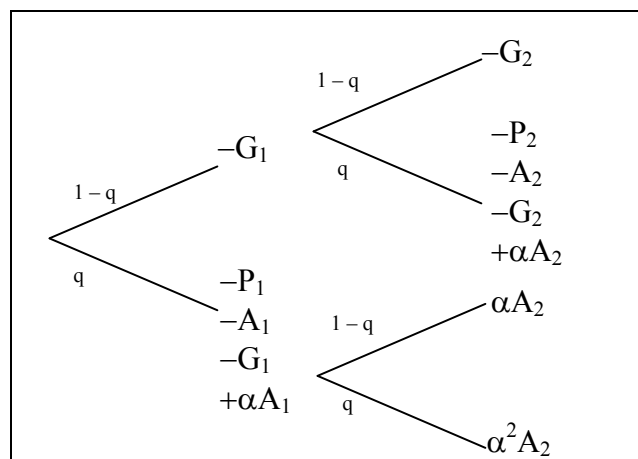 –G₂
1 – q
–P₂
–G₁
q
–A₂
1 – q
–G₂
+αA₂
q
–P₁
αA₂
–A₁
1 – q
–G₁
+αA₁
q
α²A₂